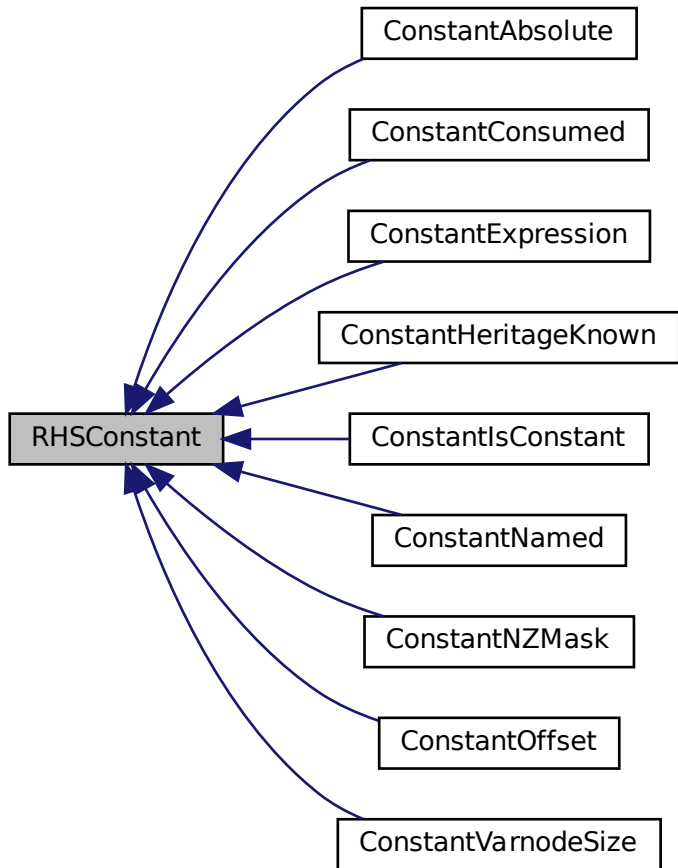 ConstantAbsolute
ConstantConsumed
ConstantExpression
ConstantHeritageKnown
RHSConstant
ConstantIsConstant
ConstantNamed
ConstantNZMask
ConstantOffset
ConstantVarnodeSize